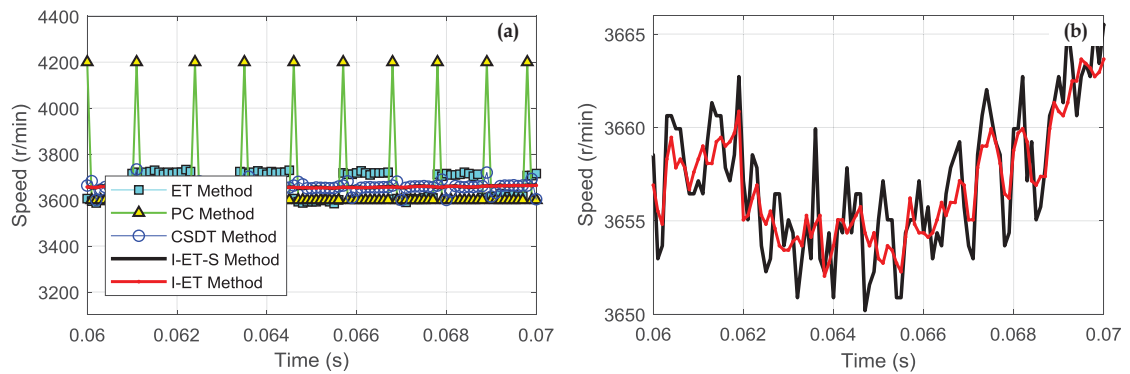 (a)
Speed (r/min)
4400
4200
4000
3800
3600
3400
3200
ET Method
PC Method
CSDT Method
I-ET-S Method
I-ET Method
0.06
0.062
0.064
0.066
0.068
0.07
Time (s)
(b)
Speed (r/min)
3665
3660
3655
3650
0.06
0.062
0.064
0.066
0.068
0.07
Time (s)